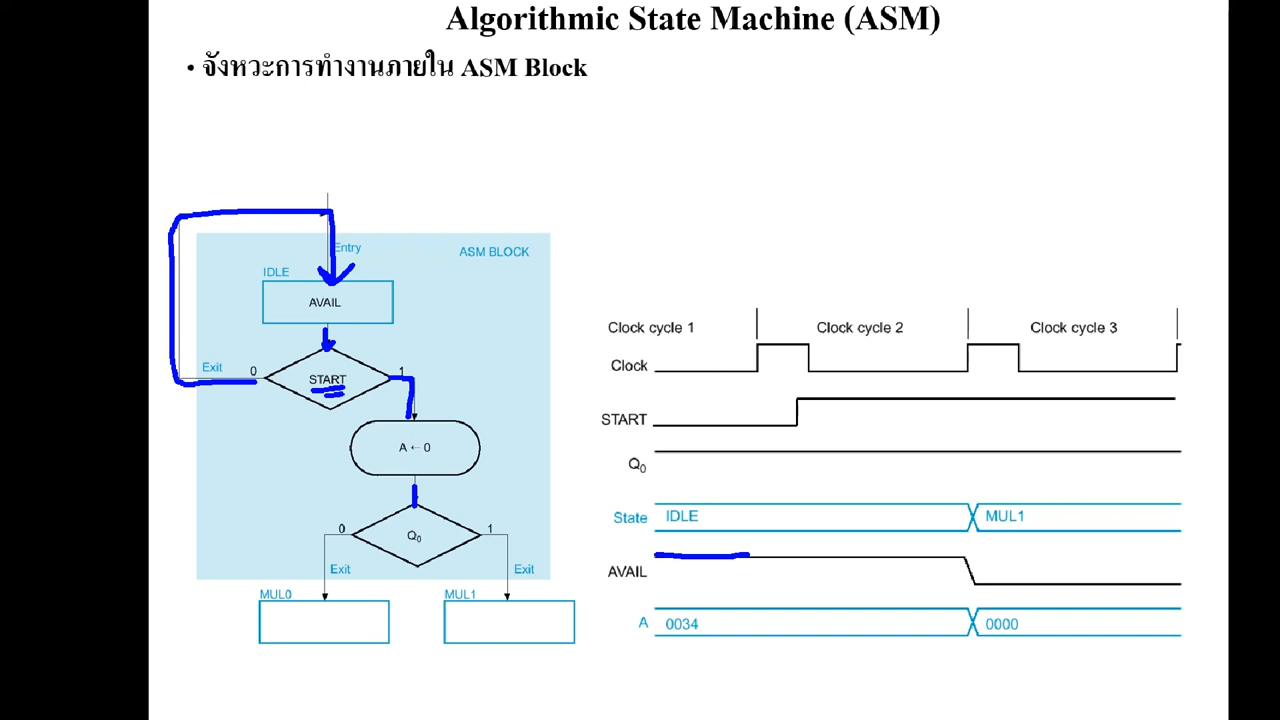 Algorithmic State Machine (ASM)
• จังหวะการทำงานภายใน ASM Block
Entry
ASM BLOCK
IDLE
AVAIL
Exit
0
START
1
A ← 0
0
Q0
1
Exit
Exit
MUL0
MUL1
Clock cycle 1
Clock cycle 2
Clock cycle 3
Clock
START
Q0
State
IDLE
MUL1
AVAIL
A
0034
0000